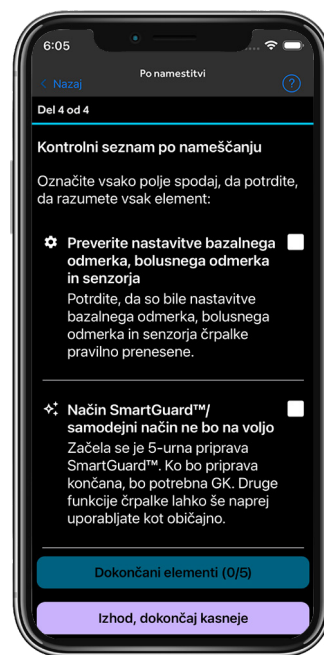 6:05
Po namestitvi
Nazaj
?
Del 4 od 4
Kontrolni seznam po nameščanju
Označite vsako polje spodaj, da potrdite,
da razumete vsak element:
Preverite nastavitve bazalnega
odmerka, bolusnega odmerka
in senzorja
Potrdite, da so bile nastavitve
bazalnega odmerka, bolusnega
odmerka in senzorja črpalke
pravilno prenesene.
Način SmartGuard™/
samodejni način ne bo na voljo
Začela se je 5-urna priprava
SmartGuard™. Ko bo priprava
končana, bo potrebna GK. Druge
funkcije črpalke lahko še naprej
uporabljate kot običajno.
Dokončani elementi (0/5)
Izhod, dokončaj kasneje